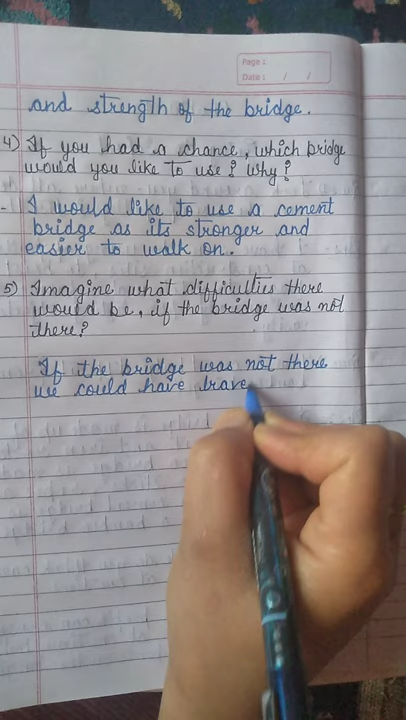 Page :
Date : / /
and strength of the bridge.
4) If you had a chance, which bridge
would you like to use? Why?
- I would like to use a cement
bridge as its stronger and
easier to walk on.
5) Imagine what difficulties there
would be, if the bridge was not
there?
If the bridge was not there
we could have trave